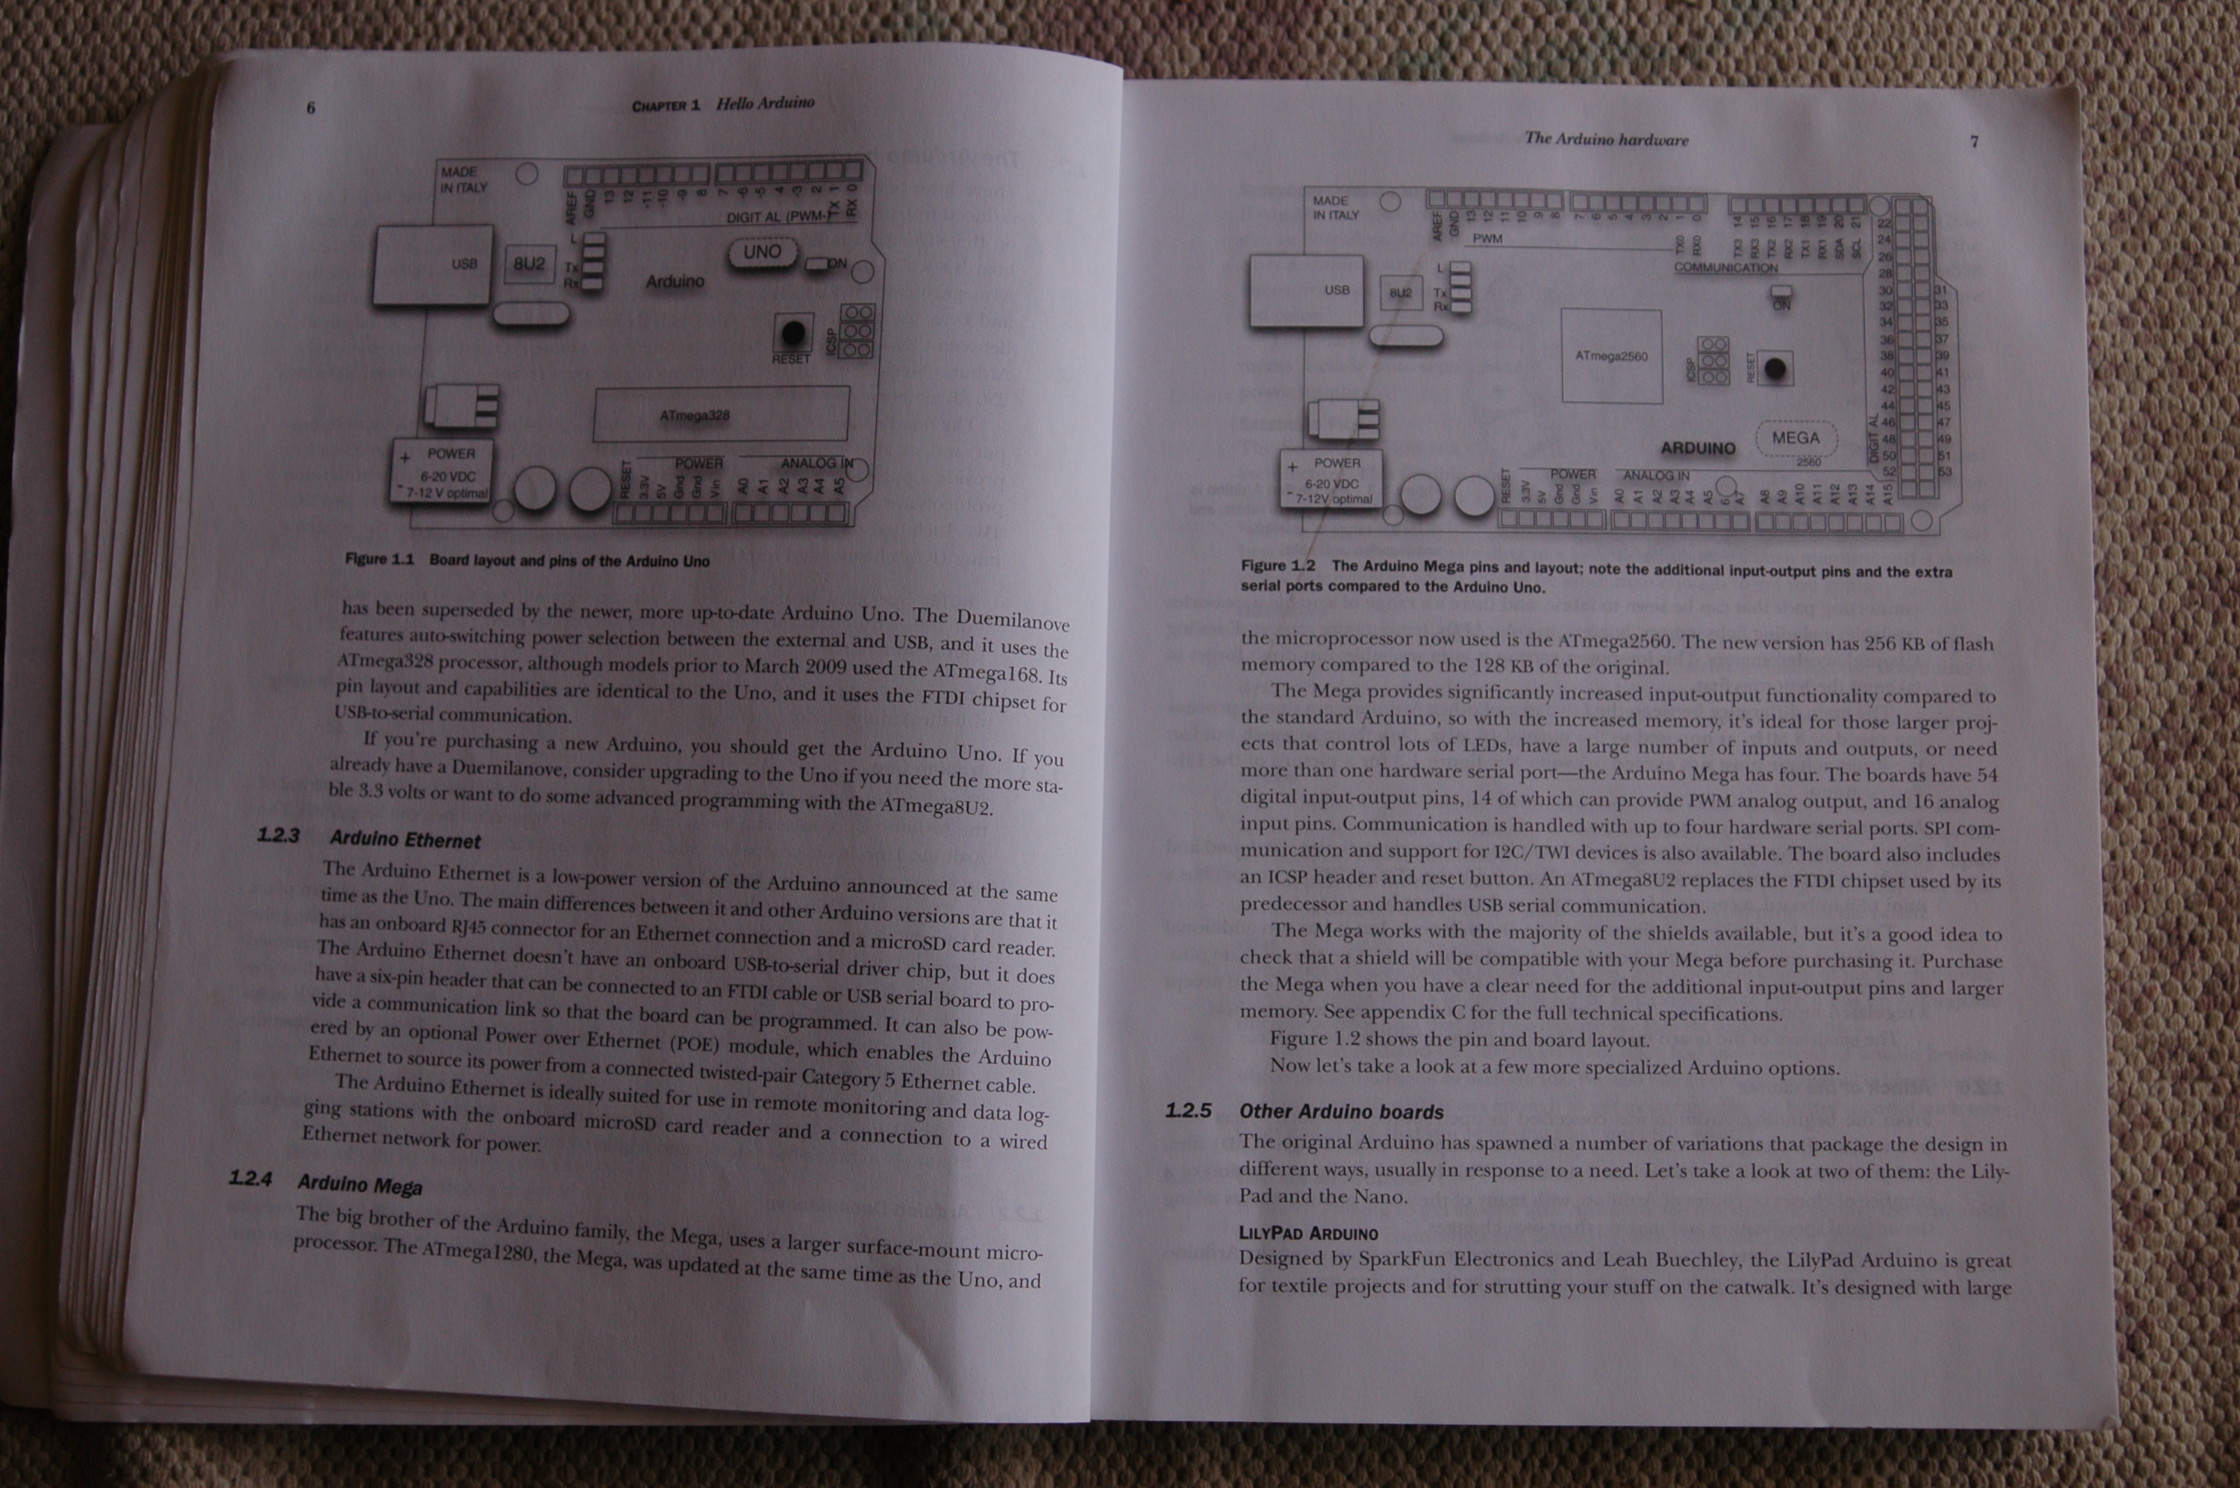 6
CHAPTER 1 Hello Arduino
MADE
IN ITALY
AREF
GND
13
12
-11
-10
-9
8
7
-6
-5
4
-3
2
TX 1
RX 0
DIGIT AL (PWM-)
USB
8U2
L
Tx
Rx
Arduino
UNO
ON
RESET
ICSP
ATmega328
+ POWER
6-20 VDC
- 7-12 V optimal
RESET
3.3V
5V
Gnd
Gnd
Vin
POWER
ANALOG IN
A0
A1
A2
A3
A4
A5
Figure 1.1 Board layout and pins of the Arduino Uno
has been superseded by the newer, more up-to-date Arduino Uno. The Duemilanove
features auto-switching power selection between the external and USB, and it uses the
ATmega328 processor, although models prior to March 2009 used the ATmega168. Its
pin layout and capabilities are identical to the Uno, and it uses the FTDI chipset for
USB-to-serial communication.
If you're purchasing a new Arduino, you should get the Arduino Uno. If you
already have a Duemilanove, consider upgrading to the Uno if you need the more sta-
ble 3.3 volts or want to do some advanced programming with the ATmega8U2.
1.2.3 Arduino Ethernet
The Arduino Ethernet is a low-power version of the Arduino announced at the same
time as the Uno. The main differences between it and other Arduino versions are that it
has an onboard RJ45 connector for an Ethernet connection and a microSD card reader.
The Arduino Ethernet doesn't have an onboard USB-to-serial driver chip, but it does
have a six-pin header that can be connected to an FTDI cable or USB serial board to pro-
vide a communication link so that the board can be programmed. It can also be pow-
ered by an optional Power over Ethernet (POE) module, which enables the Arduino
Ethernet to source its power from a connected twisted-pair Category 5 Ethernet cable.
The Arduino Ethernet is ideally suited for use in remote monitoring and data log-
ging stations with the onboard microSD card reader and a connection to a wired
Ethernet network for power.
1.2.4 Arduino Mega
The big brother of the Arduino family, the Mega, uses a larger surface-mount micro-
processor. The ATmega1280, the Mega, was updated at the same time as the Uno, and
The Arduino hardware
7
MADE
IN ITALY
AREF
GND
13
12
11
10
9
8
7
6
5
4
3
2
1
0
TX0
RX0
PWM
TX3 14
RX3 15
TX2 16
RX2 17
TX1 18
RX1 19
SDA 20
SCL 21
COMMUNICATION
22
24
26
28
30
32
34
36
38
40
42
44
46
48
50
52
31
33
35
37
39
41
43
45
47
49
51
53
DIGIT AL
USB
8U2
L
Tx
Rx
ON
ATmega2560
ICSP
RESET
ARDUINO
MEGA
2560
+ POWER
6-20 VDC
- 7-12V optimal
RESET
3.3V
5V
Gnd
Gnd
Vin
POWER
ANALOG IN
A0
A1
A2
A3
A4
A5
6
A7
A8
A9
A10
A11
A12
A13
A14
A15
Figure 1.2 The Arduino Mega pins and layout; note the additional input-output pins and the extra
serial ports compared to the Arduino Uno.
the microprocessor now used is the ATmega2560. The new version has 256 KB of flash
memory compared to the 128 KB of the original.
The Mega provides significantly increased input-output functionality compared to
the standard Arduino, so with the increased memory, it's ideal for those larger proj-
ects that control lots of LEDs, have a large number of inputs and outputs, or need
more than one hardware serial port—the Arduino Mega has four. The boards have 54
digital input-output pins, 14 of which can provide PWM analog output, and 16 analog
input pins. Communication is handled with up to four hardware serial ports. SPI com-
munication and support for I2C/TWI devices is also available. The board also includes
an ICSP header and reset button. An ATmega8U2 replaces the FTDI chipset used by its
predecessor and handles USB serial communication.
The Mega works with the majority of the shields available, but it's a good idea to
check that a shield will be compatible with your Mega before purchasing it. Purchase
the Mega when you have a clear need for the additional input-output pins and larger
memory. See appendix C for the full technical specifications.
Figure 1.2 shows the pin and board layout.
Now let's take a look at a few more specialized Arduino options.
1.2.5 Other Arduino boards
The original Arduino has spawned a number of variations that package the design in
different ways, usually in response to a need. Let's take a look at two of them: the Lily-
Pad and the Nano.
LILYPAD ARDUINO
Designed by SparkFun Electronics and Leah Buechley, the LilyPad Arduino is great
for textile projects and for strutting your stuff on the catwalk. It's designed with large